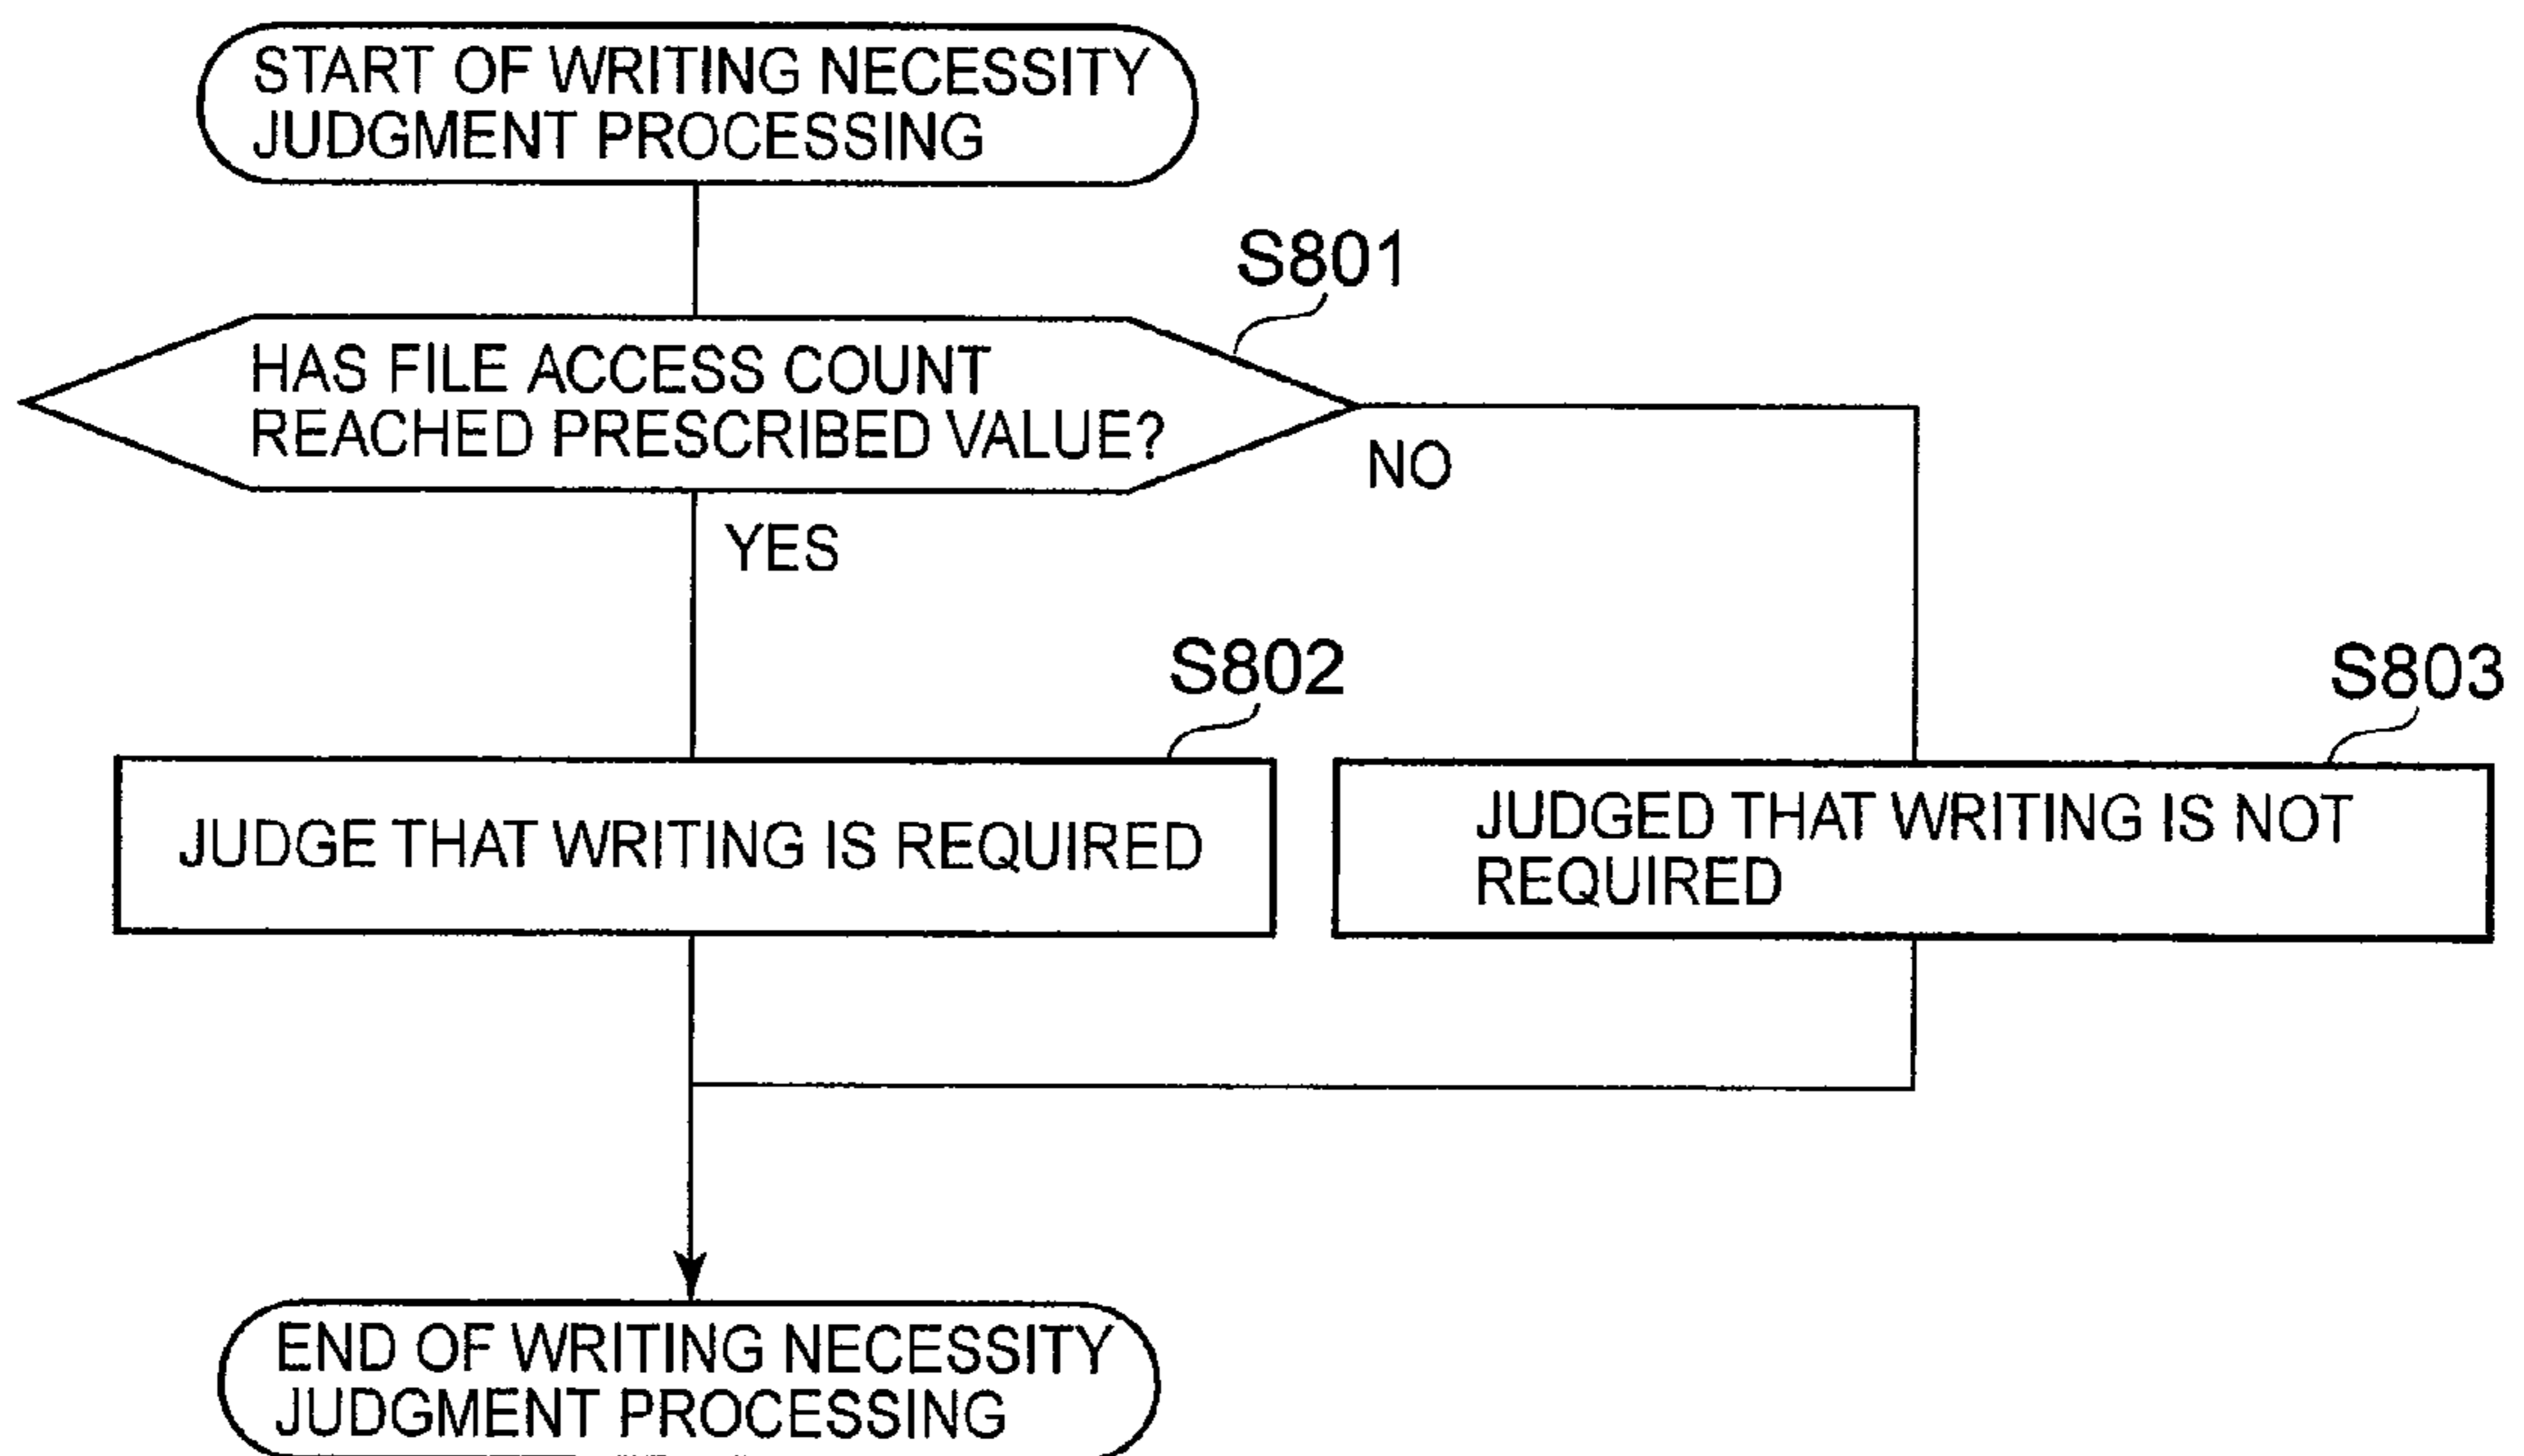 START OF WRITING NECESSITY
JUDGMENT PROCESSING
S801
HAS FILE ACCESS COUNT
REACHED PRESCRIBED VALUE?
NO
YES
S802
S803
JUDGE THAT WRITING IS REQUIRED
JUDGED THAT WRITING IS NOT
REQUIRED
END OF WRITING NECESSITY
JUDGMENT PROCESSING